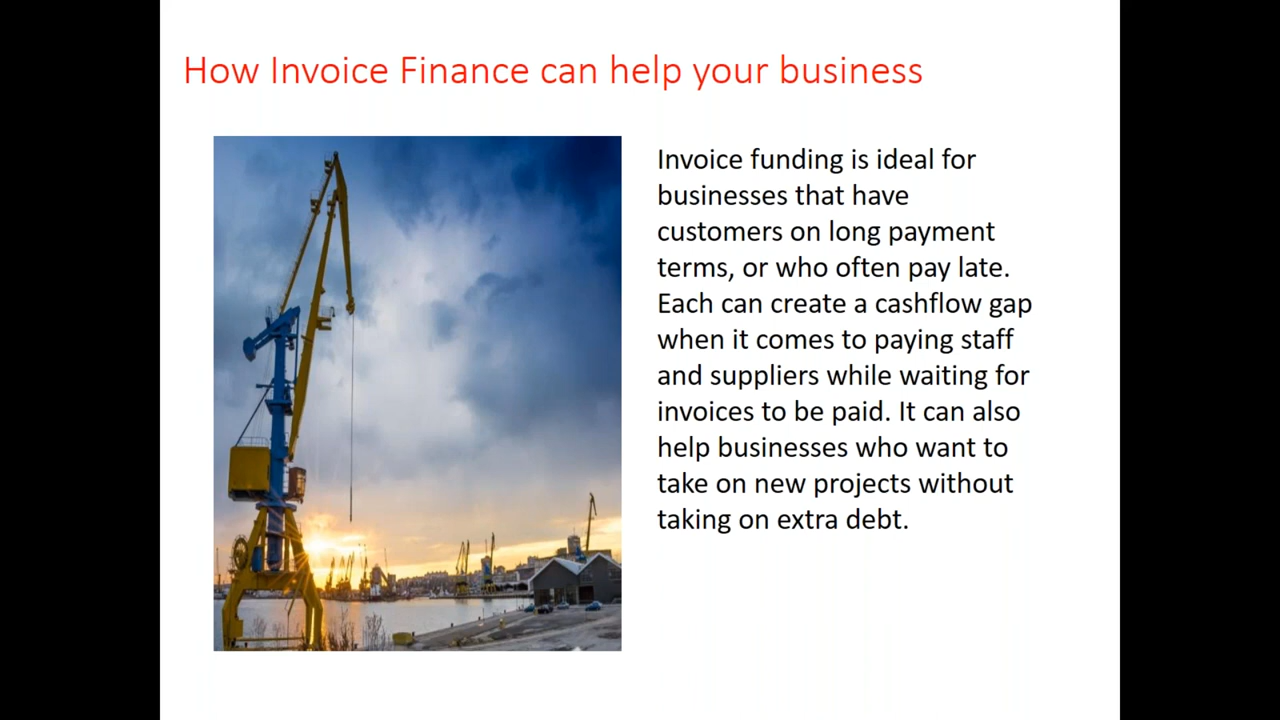 How Invoice Finance can help your business
Invoice funding is ideal for
businesses that have
customers on long payment
terms, or who often pay late.
Each can create a cashflow gap
when it comes to paying staff
and suppliers while waiting for
invoices to be paid. It can also
help businesses who want to
take on new projects without
taking on extra debt.